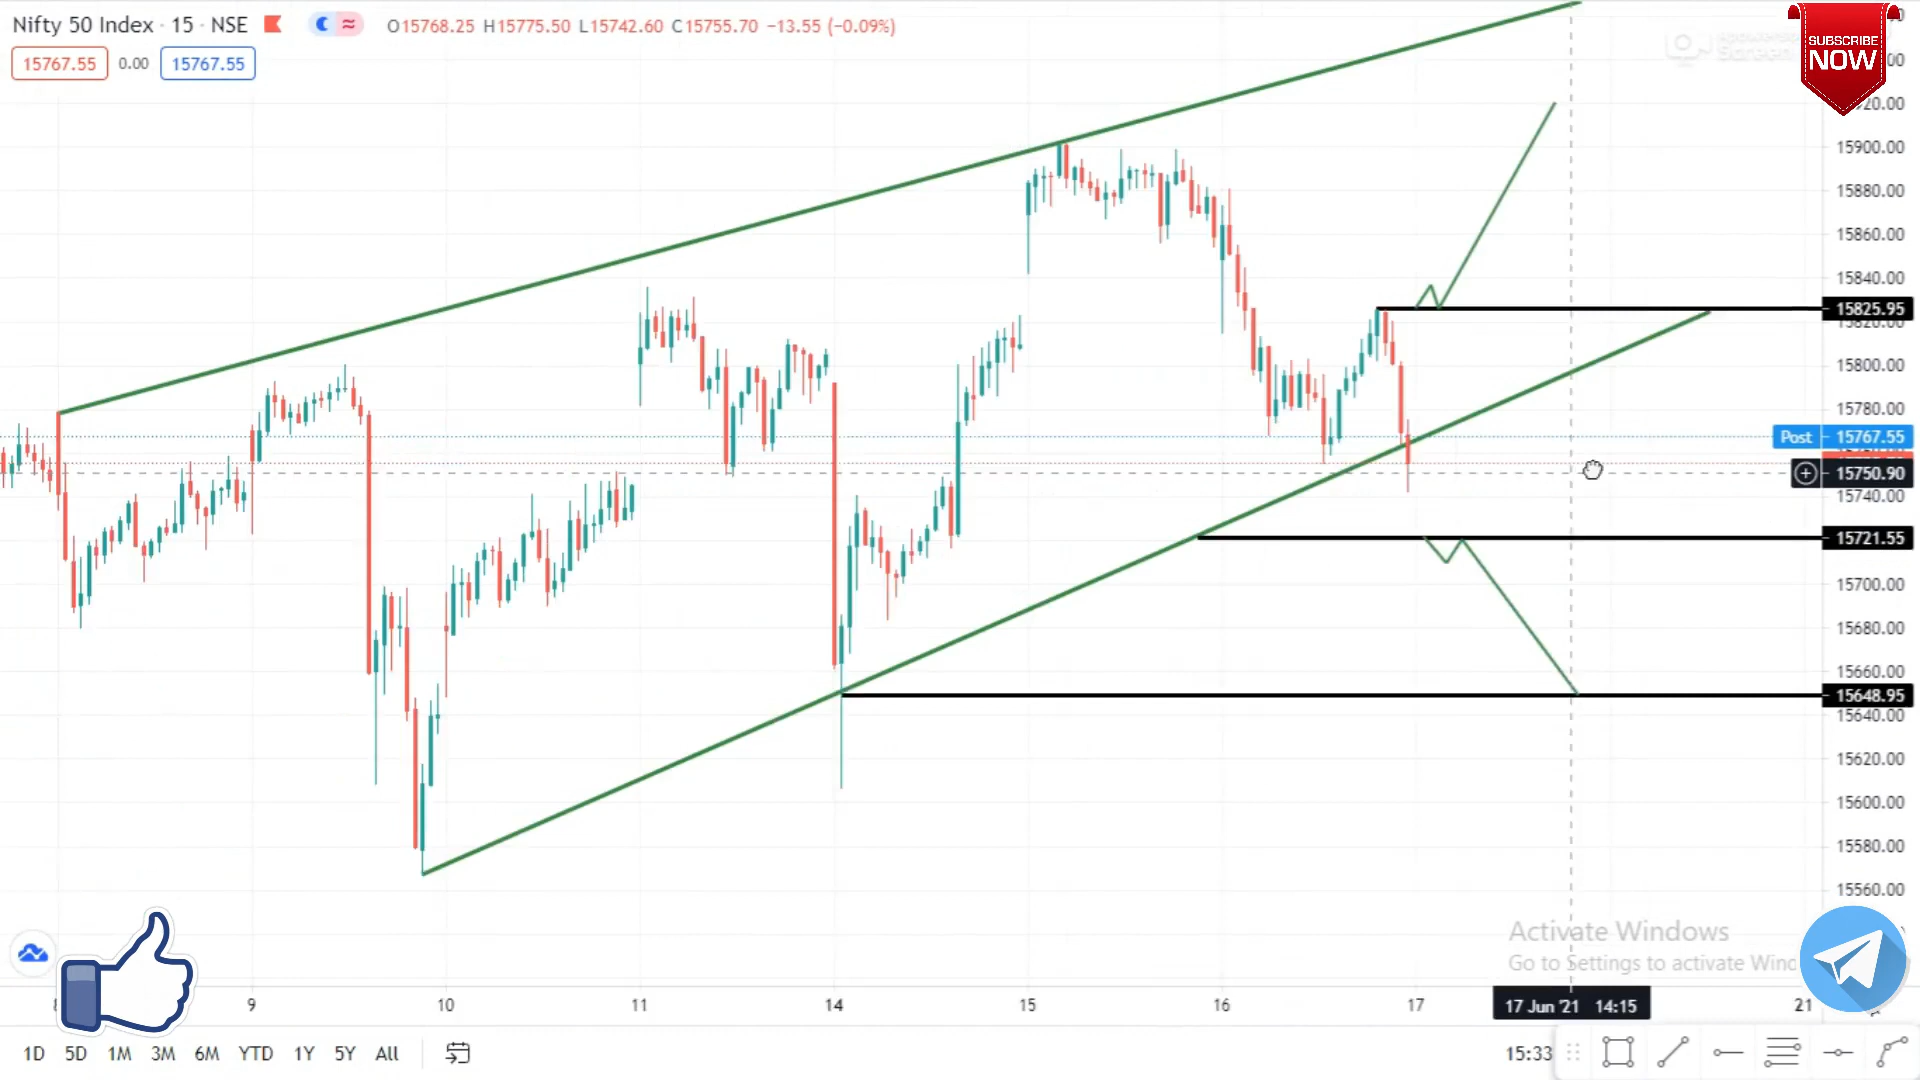 Nifty 50 Index · 15 · NSE
O15768.25 H15775.50 L15742.60 C15755.70 −13.55 (−0.09%)
15767.55 0.00 15767.55
Screen
SUBSCRIBE
NOW
15900.00
15880.00
15860.00
15840.00
15825.95
15820.00
15800.00
15780.00
Post 15767.55
15750.90
15740.00
15721.55
15700.00
15680.00
15660.00
15648.95
15640.00
15620.00
15600.00
15580.00
15560.00
Activate Windows
Go to Settings to activate Wind
9 10 11 14 15 16 17 17 Jun '21 14:15 21
1D 5D 1M 3M 6M YTD 1Y 5Y All
15:33